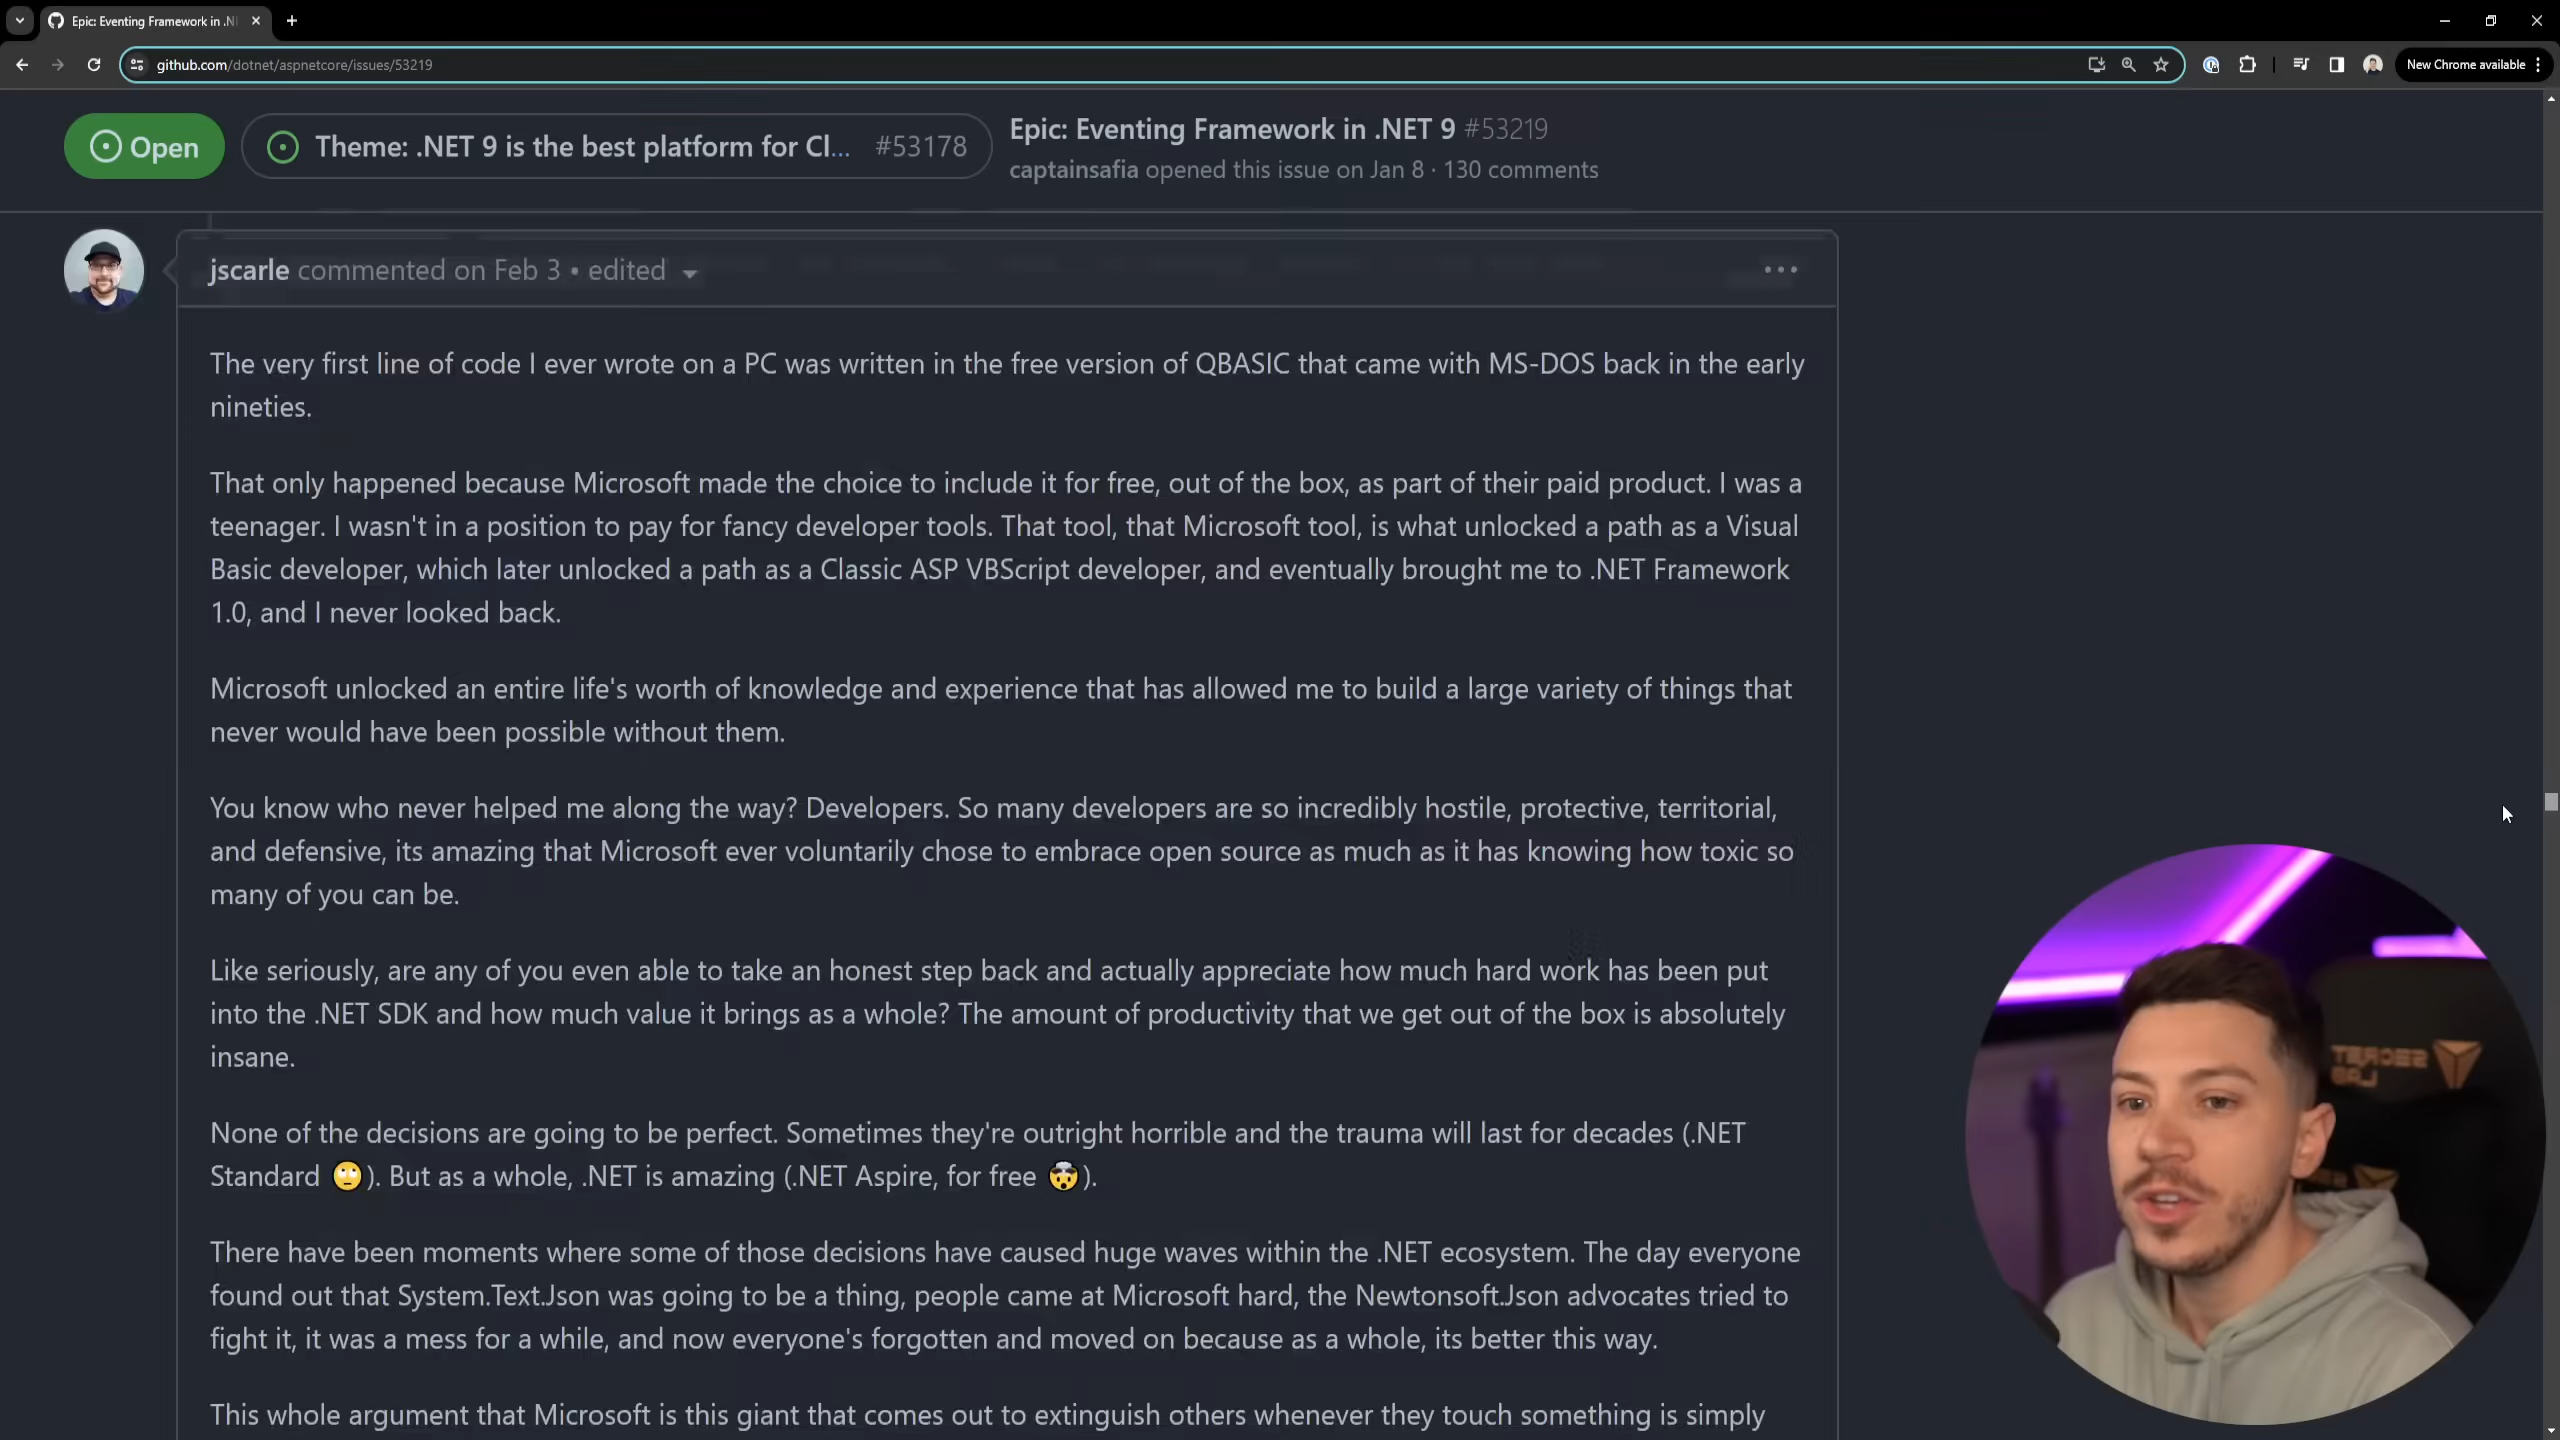 Epic: Eventing Framework in .N
github.com/dotnet/aspnetcore/issues/53219
New Chrome available
Open
Theme: .NET 9 is the best platform for Cl... #53178
Epic: Eventing Framework in .NET 9 #53219
captainsafia opened this issue on Jan 8 · 130 comments
jscarle commented on Feb 3 • edited
The very first line of code I ever wrote on a PC was written in the free version of QBASIC that came with MS-DOS back in the early
nineties.
That only happened because Microsoft made the choice to include it for free, out of the box, as part of their paid product. I was a
teenager. I wasn't in a position to pay for fancy developer tools. That tool, that Microsoft tool, is what unlocked a path as a Visual
Basic developer, which later unlocked a path as a Classic ASP VBScript developer, and eventually brought me to .NET Framework
1.0, and I never looked back.
Microsoft unlocked an entire life's worth of knowledge and experience that has allowed me to build a large variety of things that
never would have been possible without them.
You know who never helped me along the way? Developers. So many developers are so incredibly hostile, protective, territorial,
and defensive, its amazing that Microsoft ever voluntarily chose to embrace open source as much as it has knowing how toxic so
many of you can be.
Like seriously, are any of you even able to take an honest step back and actually appreciate how much hard work has been put
into the .NET SDK and how much value it brings as a whole? The amount of productivity that we get out of the box is absolutely
insane.
None of the decisions are going to be perfect. Sometimes they're outright horrible and the trauma will last for decades (.NET
Standard 🙄). But as a whole, .NET is amazing (.NET Aspire, for free 🤯).
There have been moments where some of those decisions have caused huge waves within the .NET ecosystem. The day everyone
found out that System.Text.Json was going to be a thing, people came at Microsoft hard, the Newtonsoft.Json advocates tried to
fight it, it was a mess for a while, and now everyone's forgotten and moved on because as a whole, its better this way.
This whole argument that Microsoft is this giant that comes out to extinguish others whenever they touch something is simply
SECRET
LAB